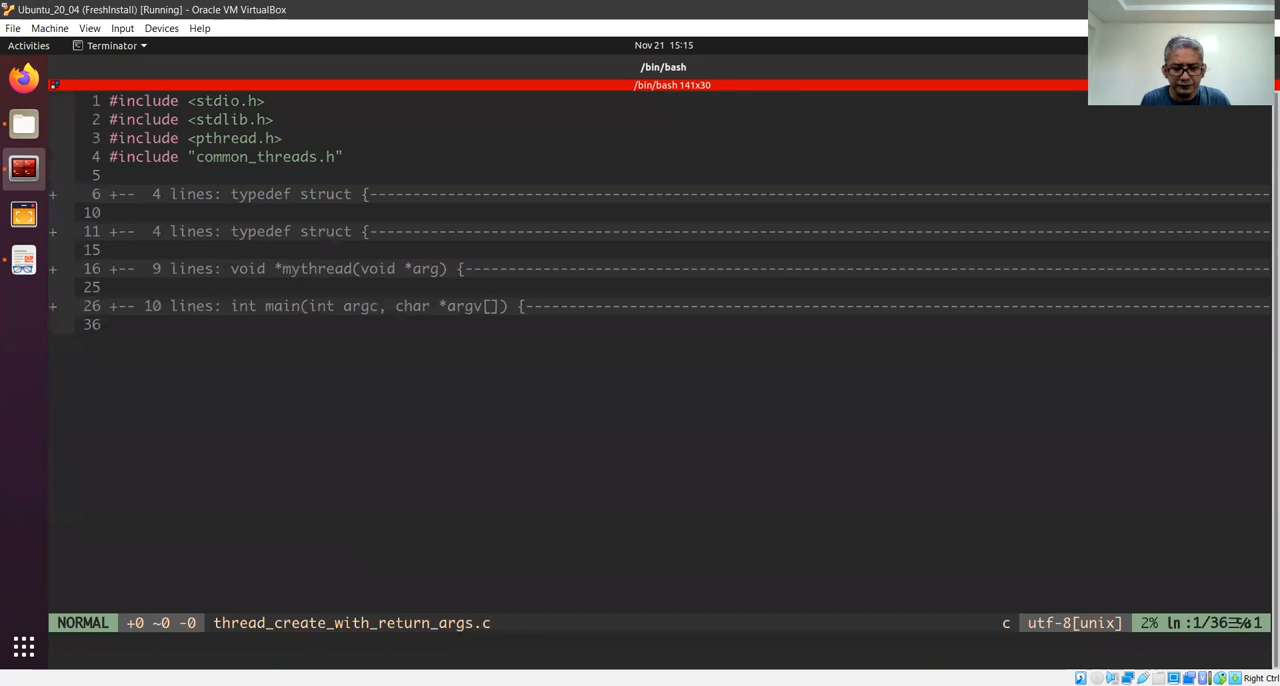 Ubuntu_20_04 (FreshInstall) [Running] - Oracle VM VirtualBox
File Machine View Input Devices Help
Activities Terminator Nov 21 15:15
/bin/bash
/bin/bash 141x30
1 #include <stdio.h>
2 #include <stdlib.h>
3 #include <pthread.h>
4 #include "common_threads.h"
5
+ 6 +-- 4 lines: typedef struct {------------------------------------------------------------------------------------------------------
10
+ 11 +-- 4 lines: typedef struct {------------------------------------------------------------------------------------------------------
15
+ 16 +-- 9 lines: void *mythread(void *arg) {-------------------------------------------------------------------------------------------
25
+ 26 +-- 10 lines: int main(int argc, char *argv[]) {------------------------------------------------------------------------------------
36
NORMAL +0 ~0 -0 thread_create_with_return_args.c c utf-8[unix] 2% ln :1/36 1
Right Ctrl